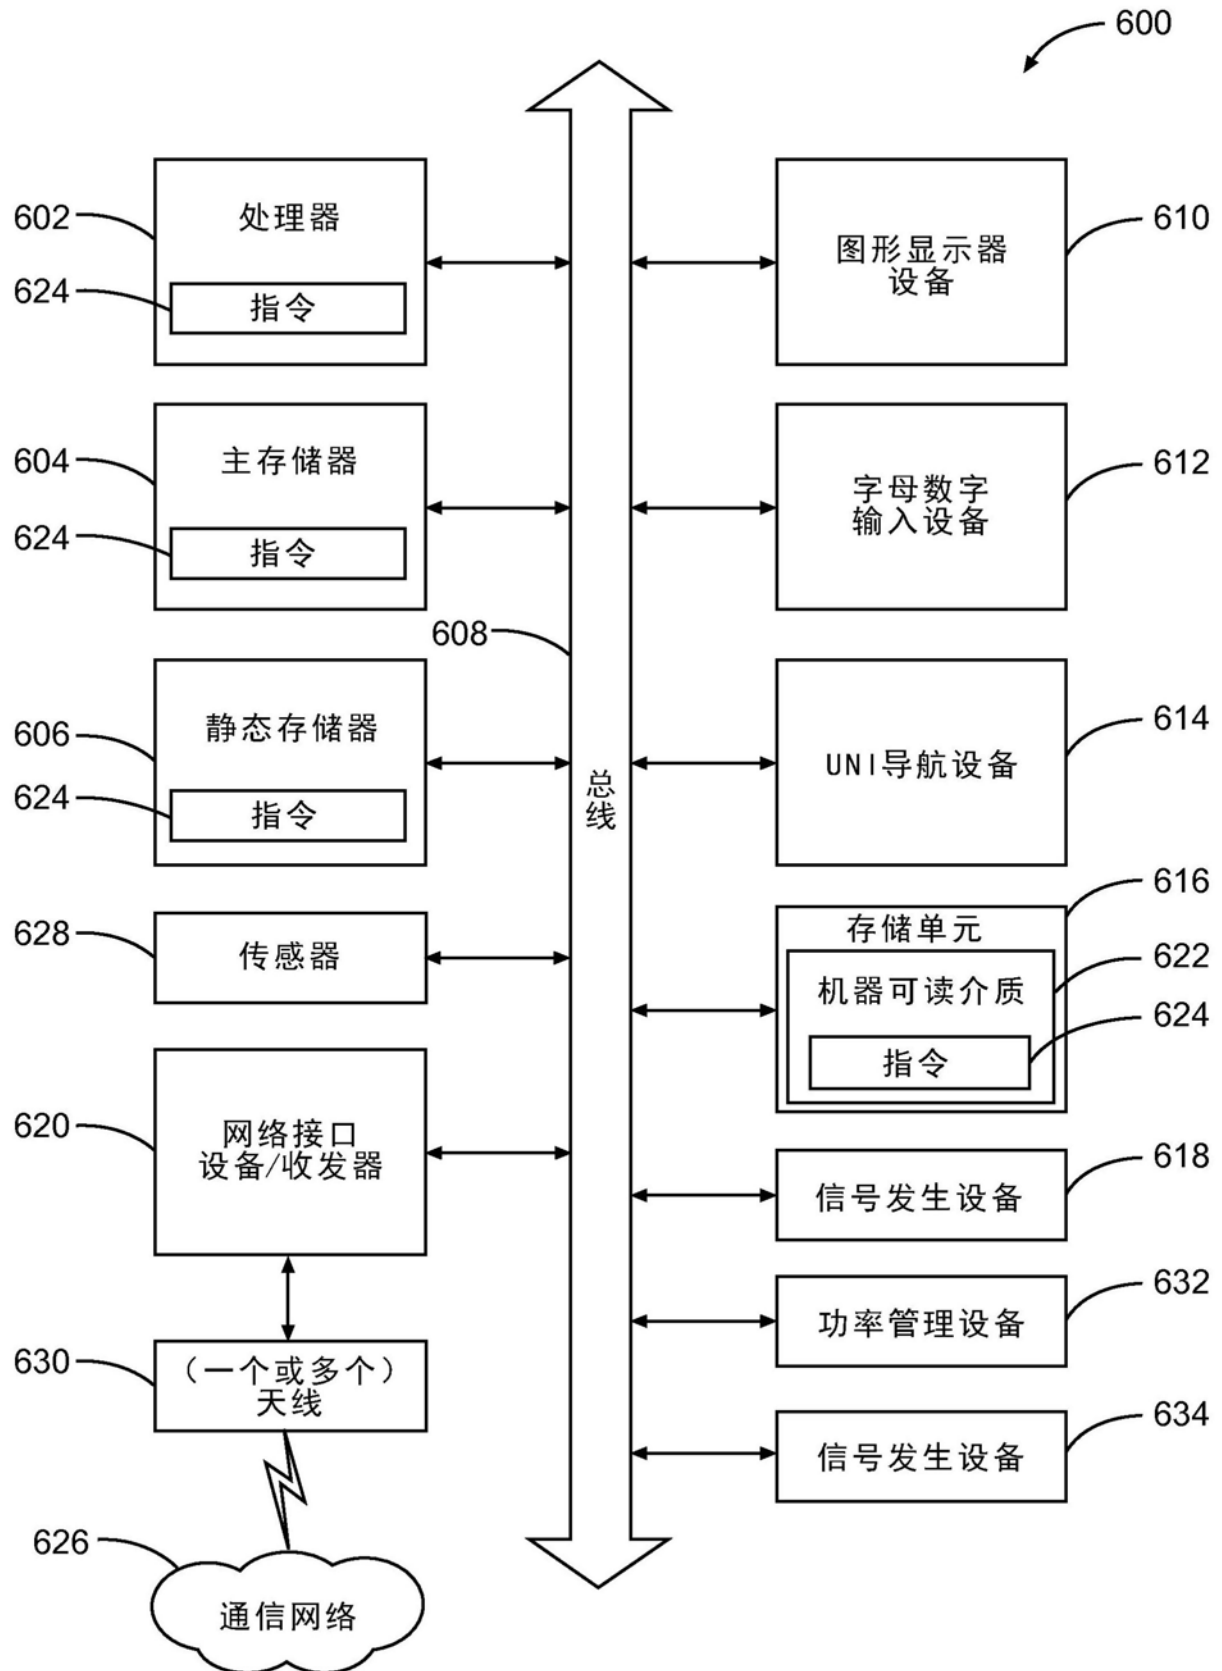 600
602
处理器
624
指令
604
主存储器
624
指令
608
606
静态存储器
624
指令
628
传感器
620
网络接口
设备/收发器
630
（一个或多个）
天线
626
通信网络
总
线
610
图形显示器
设备
612
字母数字
输入设备
614
UNI导航设备
616
存储单元
622
机器可读介质
624
指令
618
信号发生设备
632
功率管理设备
634
信号发生设备